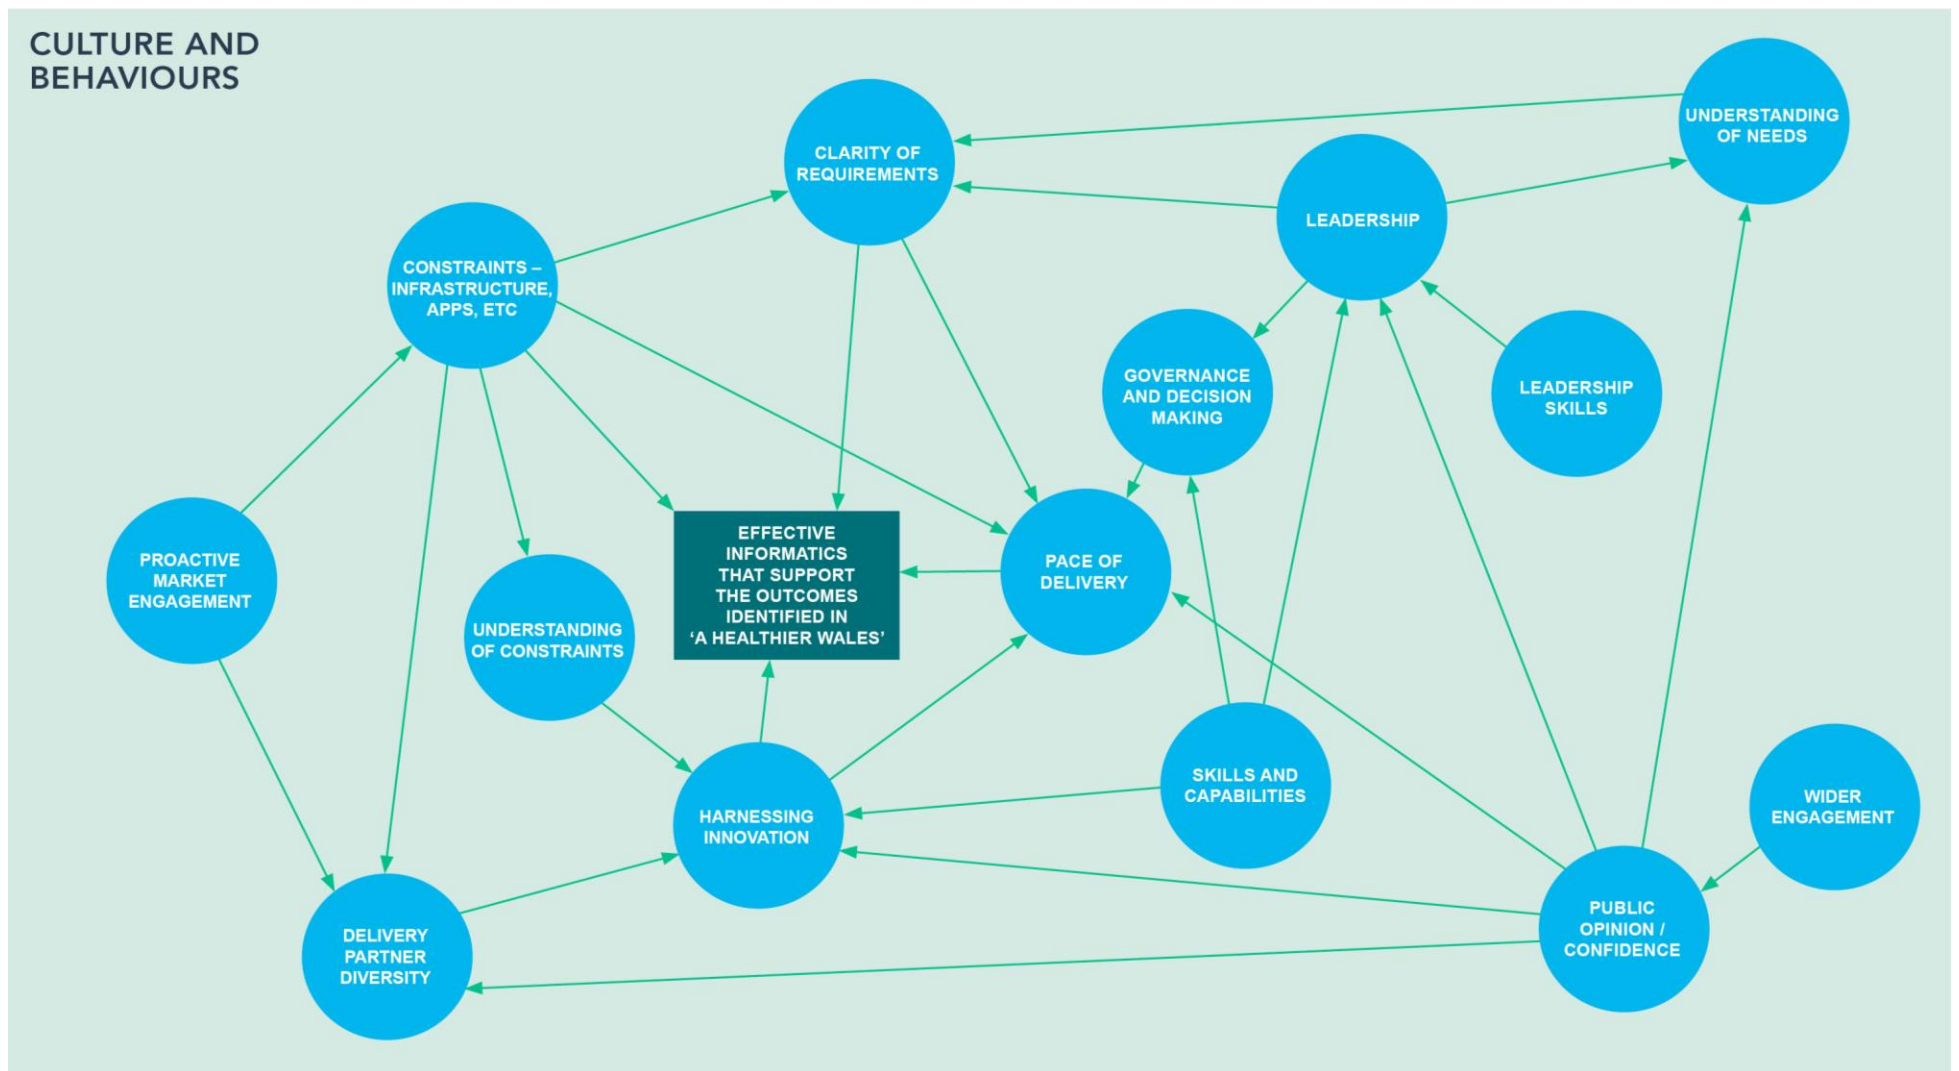 CULTURE AND
BEHAVIOURS
UNDERSTANDING
OF NEEDS
CLARITY OF
REQUIREMENTS
LEADERSHIP
CONSTRAINTS –
INFRASTRUCTURE,
APPS, ETC
GOVERNANCE
AND DECISION
MAKING
LEADERSHIP
SKILLS
PROACTIVE
MARKET
ENGAGEMENT
EFFECTIVE
INFORMATICS
THAT SUPPORT
THE OUTCOMES
IDENTIFIED IN
‘A HEALTHIER WALES’
PACE OF
DELIVERY
UNDERSTANDING
OF CONSTRAINTS
SKILLS AND
CAPABILITIES
WIDER
ENGAGEMENT
HARNESSING
INNOVATION
PUBLIC
OPINION /
CONFIDENCE
DELIVERY
PARTNER
DIVERSITY